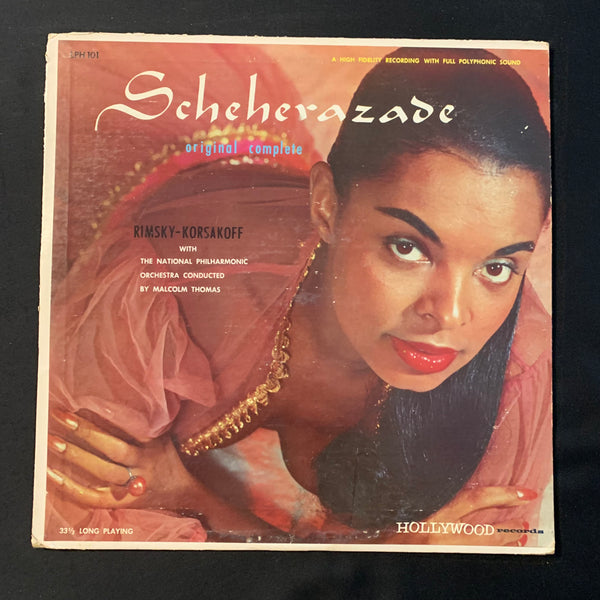 LPH 101
A HIGH FIDELITY RECORDING WITH FULL POLYPHONIC SOUND
Scheherazade
original complete
RIMSKY-KORSAKOFF
WITH
THE NATIONAL PHILHARMONIC
ORCHESTRA CONDUCTED
BY MALCOLM THOMAS
33⅓ LONG PLAYING
HOLLYWOOD records